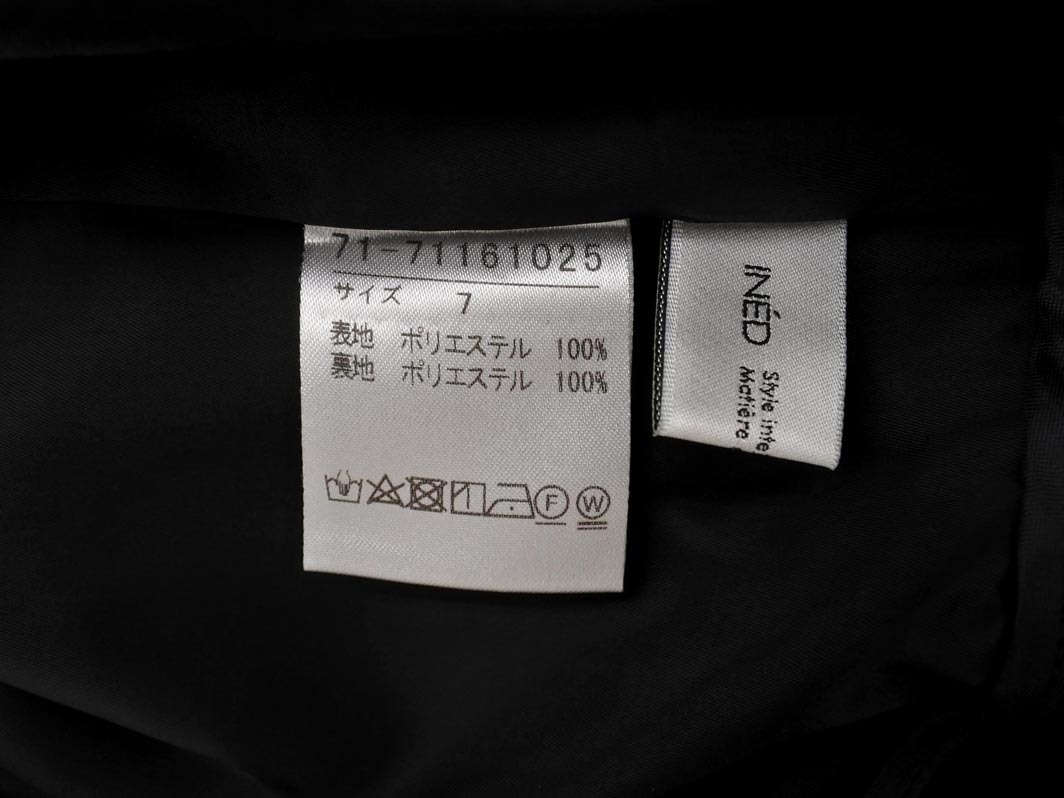 71-71161025
サイズ 7
表地 ポリエステル 100%
裏地 ポリエステル 100%
F W
INÉD
Style inte
Matière